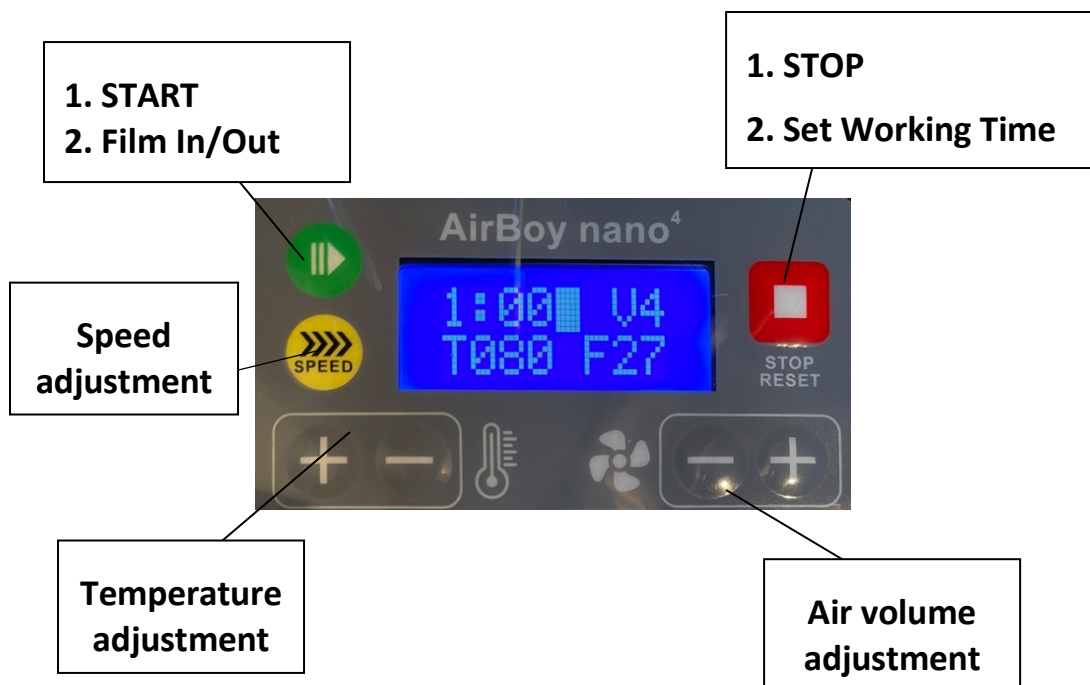 1. START
2. Film In/Out
1. STOP
2. Set Working Time
AirBoy nano⁴
1:00 V4
T080 F27
SPEED
STOP
RESET
Speed
adjustment
+ −
− +
Temperature
adjustment
Air volume
adjustment